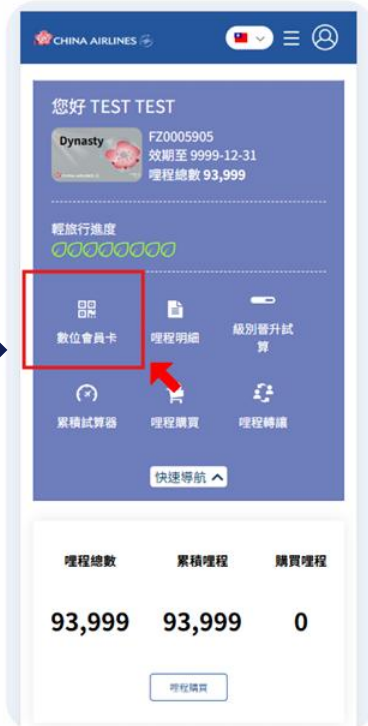 CHINA AIRLINES
您好 TEST TEST
Dynasty
FZ0005905
效期至 9999-12-31
哩程總數 93,999
輕旅行進度
數位會員卡
哩程明細
級別晉升試
算
累積試算器
哩程購買
哩程轉讓
快速導航
哩程總數
累積哩程
購買哩程
93,999
93,999
0
哩程購買